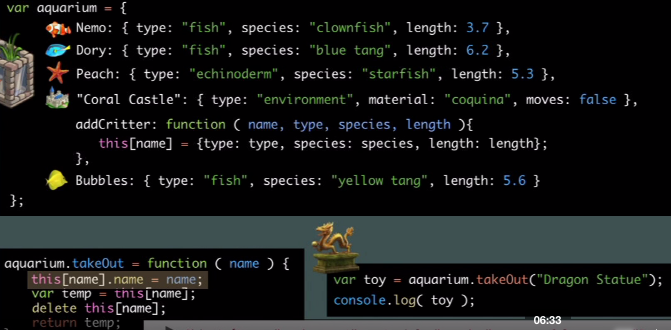 var aquarium = {
Nemo: { type: "fish", species: "clownfish", length: 3.7 },
Dory: { type: "fish", species: "blue tang", length: 6.2 },
Peach: { type: "echinoderm", species: "starfish", length: 5.3 },
"Coral Castle": { type: "environment", material: "coquina", moves: false },
addCritter: function ( name, type, species, length ){
this[name] = {type: type, species: species, length: length};
},
Bubbles: { type: "fish", species: "yellow tang", length: 5.6 }
};
aquarium.takeOut = function ( name ) {
this[name].name = name;
var temp = this[name];
delete this[name];
return temp;
var toy = aquarium.takeOut("Dragon Statue");
console.log( toy );
06:33